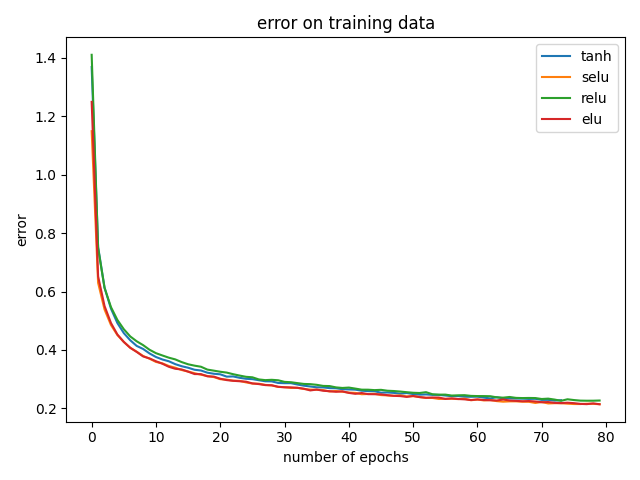 error on training data
error
1.4
1.2
1.0
0.8
0.6
0.4
0.2
tanh
selu
relu
elu
0 10 20 30 40 50 60 70 80
number of epochs